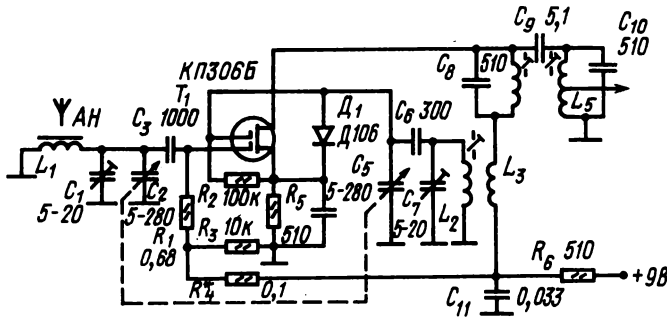 C₉ 5,1
C₁₀
510
C₈
510
КП306Б
T₁
C₃ 1000
АН
L₁
C₁
5-20
C₂
5-280
R₁
0,68
R₂
100к
R₃ 10к
R₄*
0,1
R₅
510
Д₁
Д106
C₅
5-280
C₆ 300
C₇
5-20
L₂
L₃
L₅
R₆ 510
+9В
C₁₁
0,033